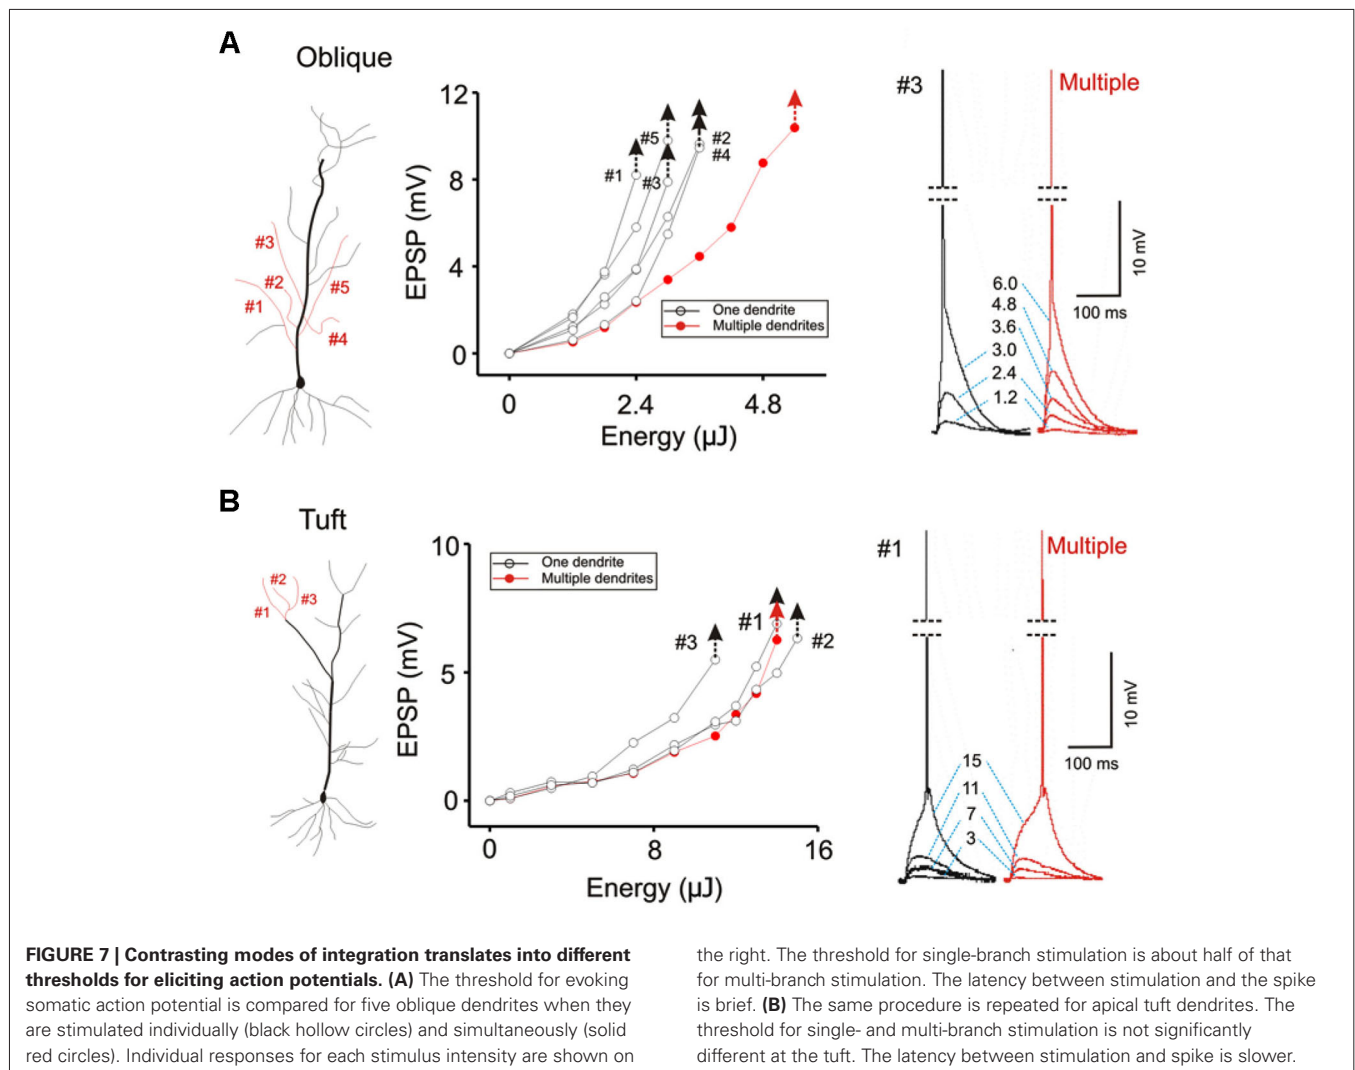 A
Oblique
#3
#2
#1
#5
#4
12
8
4
0
EPSP (mV)
#1
#5
#3
#2
#4
One dendrite
Multiple dendrites
0
2.4
4.8
Energy (µJ)
#3
Multiple
10 mV
100 ms
6.0
4.8
3.6
3.0
2.4
1.2
B
Tuft
#2
#3
#1
10
5
0
EPSP (mV)
One dendrite
Multiple dendrites
#3
#1
#2
0
8
16
Energy (µJ)
#1
Multiple
10 mV
100 ms
15
11
7
3
FIGURE 7 | Contrasting modes of integration translates into different
thresholds for eliciting action potentials. (A) The threshold for evoking
somatic action potential is compared for five oblique dendrites when they
are stimulated individually (black hollow circles) and simultaneously (solid
red circles). Individual responses for each stimulus intensity are shown on
the right. The threshold for single-branch stimulation is about half of that
for multi-branch stimulation. The latency between stimulation and the spike
is brief. (B) The same procedure is repeated for apical tuft dendrites. The
threshold for single- and multi-branch stimulation is not significantly
different at the tuft. The latency between stimulation and spike is slower.